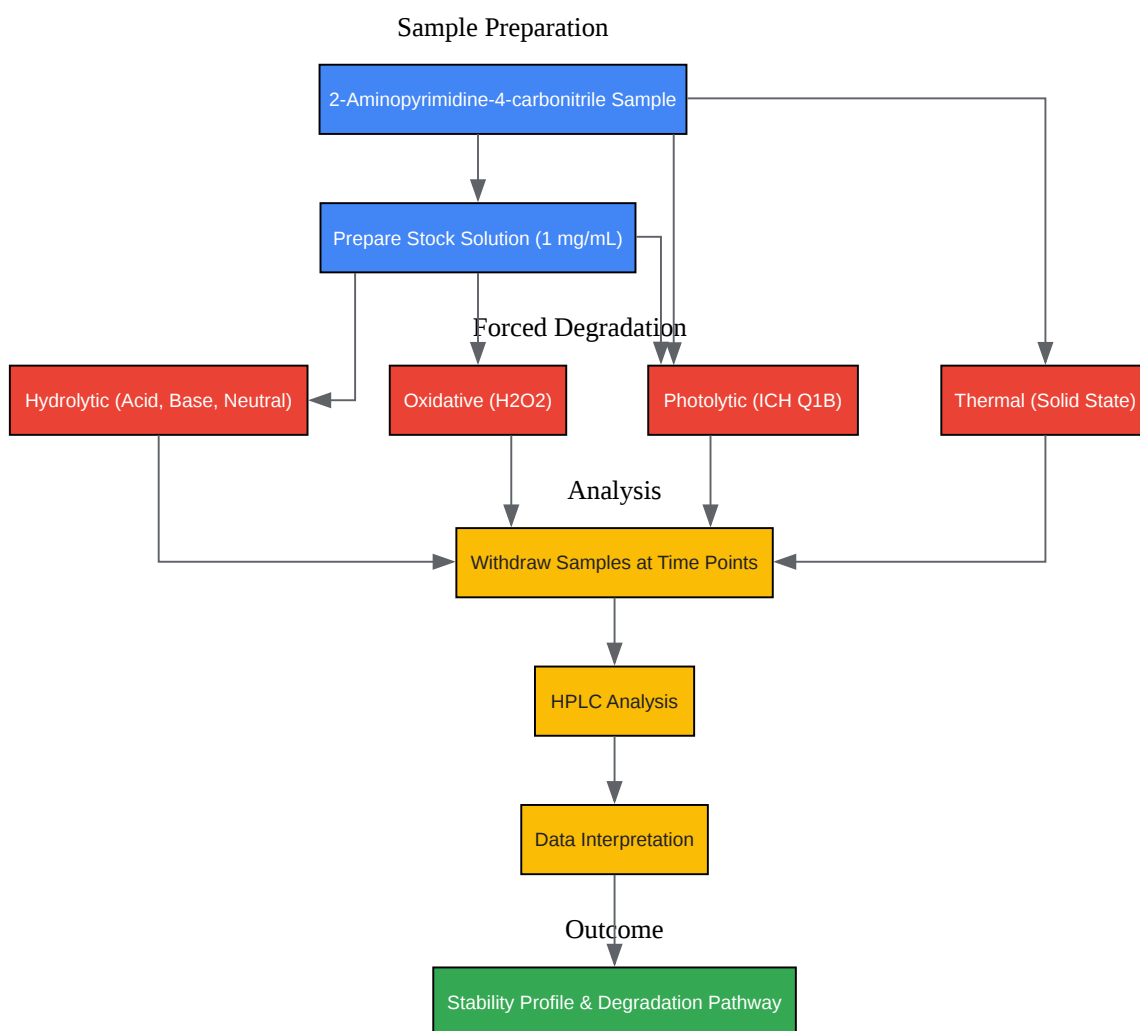 Sample Preparation
2-Aminopyrimidine-4-carbonitrile Sample
Prepare Stock Solution (1 mg/mL)
Forced Degradation
Hydrolytic (Acid, Base, Neutral)
Oxidative (H2O2)
Photolytic (ICH Q1B)
Thermal (Solid State)
Analysis
Withdraw Samples at Time Points
HPLC Analysis
Data Interpretation
Outcome
Stability Profile & Degradation Pathway